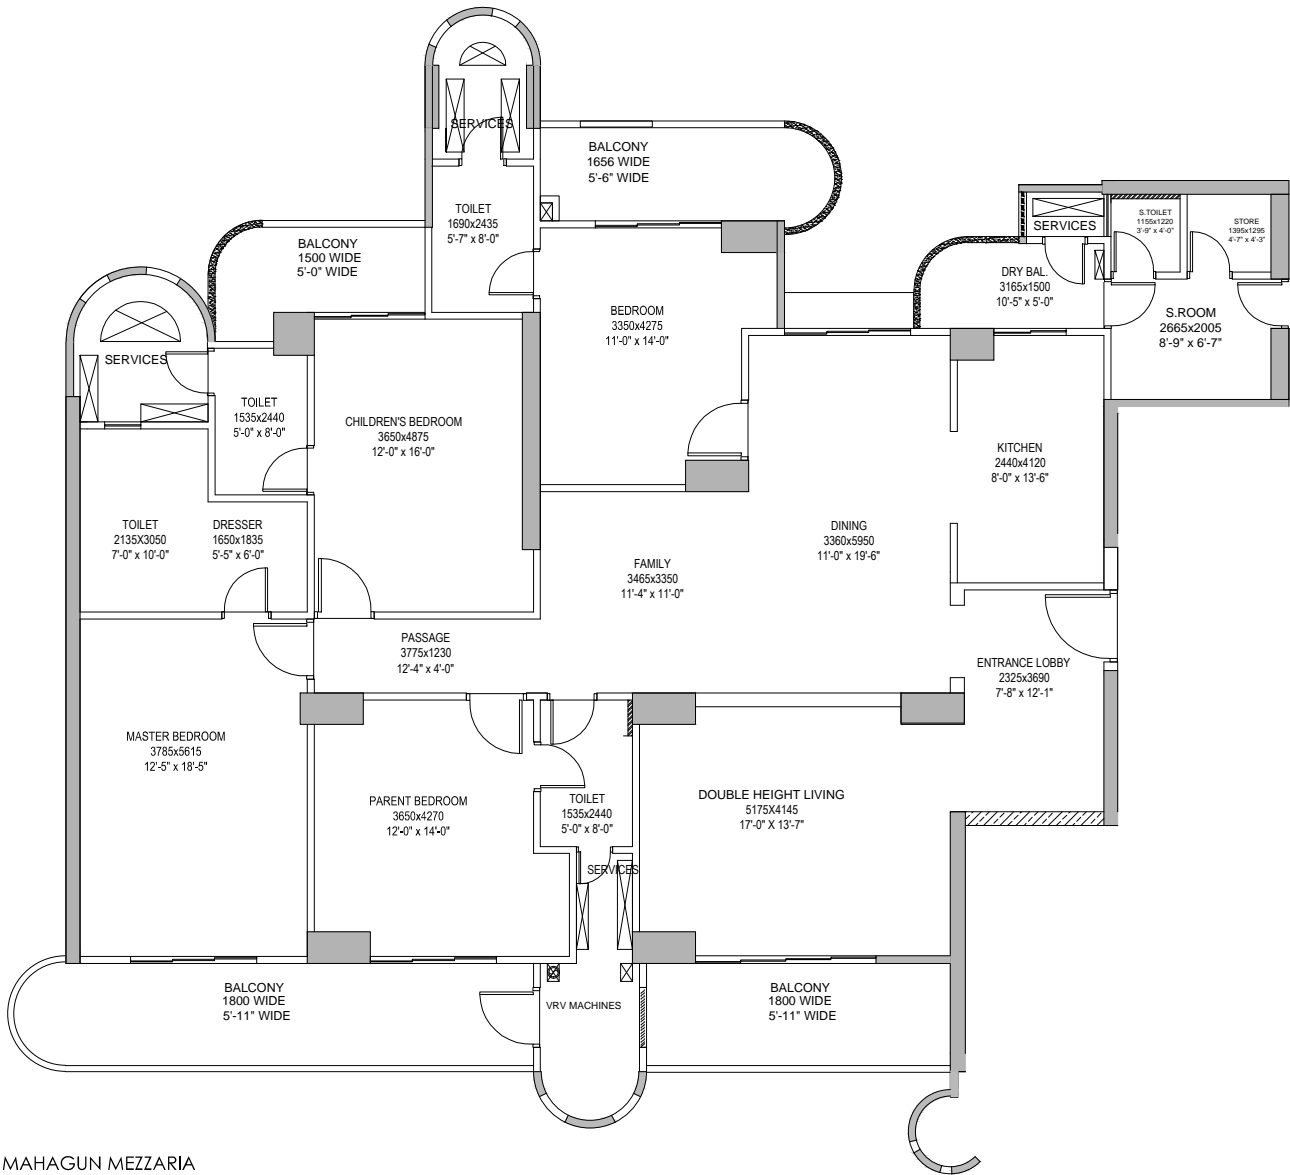 SERVICES
BALCONY
1656 WIDE
5'-6" WIDE
TOILET
1690x2435
5'-7" x 8'-0"
BALCONY
1500 WIDE
5'-0" WIDE
SERVICES
S.TOILET
1155x1220
3'-9" x 4'-0"
STORE
1395x1295
4'-7" x 4'-3"
DRY BAL.
3165x1500
10'-5" x 5'-0"
S.ROOM
2665x2005
8'-9" x 6'-7"
BEDROOM
3350x4275
11'-0" x 14'-0"
SERVICES
TOILET
1535x2440
5'-0" x 8'-0"
CHILDREN'S BEDROOM
3650x4875
12'-0" x 16'-0"
KITCHEN
2440x4120
8'-0" x 13'-6"
TOILET
2135X3050
7'-0" x 10'-0"
DRESSER
1650x1835
5'-5" x 6'-0"
DINING
3360x5950
11'-0" x 19'-6"
FAMILY
3465x3350
11'-4" x 11'-0"
PASSAGE
3775x1230
12'-4" x 4'-0"
ENTRANCE LOBBY
2325x3690
7'-8" x 12'-1"
MASTER BEDROOM
3785x5615
12'-5" x 18'-5"
PARENT BEDROOM
3650x4270
12'-0" x 14'-0"
TOILET
1535x2440
5'-0" x 8'-0"
DOUBLE HEIGHT LIVING
5175X4145
17'-0" X 13'-7"
SERVICES
BALCONY
1800 WIDE
5'-11" WIDE
VRV MACHINES
BALCONY
1800 WIDE
5'-11" WIDE
MAHAGUN MEZZARIA